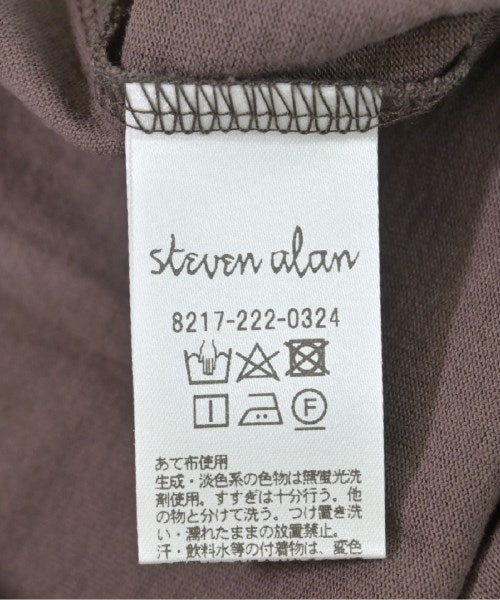 steven alan
8217-222-0324
F
あて布使用
生成・淡色系の色物は無蛍光洗
剤使用。すすぎは十分行う。他
の物と分けて洗う。つけ置き洗
い・濡れたままの放置禁止。
汗・飲料水等の付着物は、変色